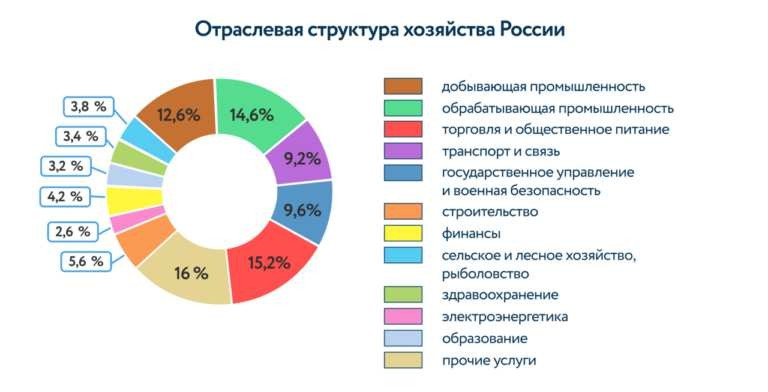 Отраслевая структура хозяйства России
3,8 %
3,4 %
3,2 %
4,2 %
2,6 %
5,6 %
12,6%
14,6%
9,2%
9,6%
15,2%
16 %
добывающая промышленность
обрабатывающая промышленность
торговля и общественное питание
транспорт и связь
государственное управление
и военная безопасность
строительство
финансы
сельское и лесное хозяйство,
рыболовство
здравоохранение
электроэнергетика
образование
прочие услуги